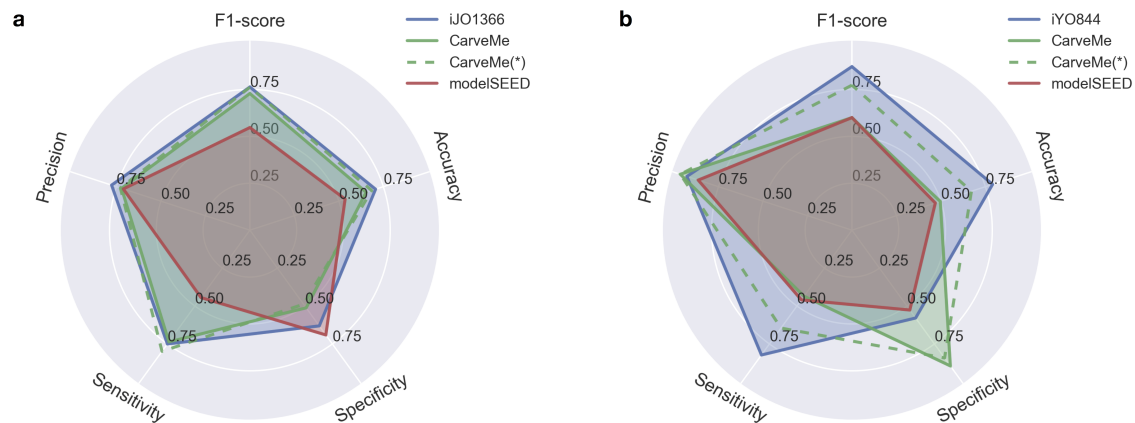 a
F1-score
iJO1366
CarveMe
CarveMe(*)
modelSEED
0.75
0.50
0.25
Precision
0.75
0.50
0.25
0.25
0.50
0.75
Accuracy
0.25
0.25
0.50
0.50
0.75
0.75
Sensitivity
Specificity
b
F1-score
iYO844
CarveMe
CarveMe(*)
modelSEED
0.75
0.50
0.25
Precision
0.75
0.50
0.25
0.25
0.50
0.75
Accuracy
0.25
0.25
0.50
0.50
0.75
0.75
Sensitivity
Specificity